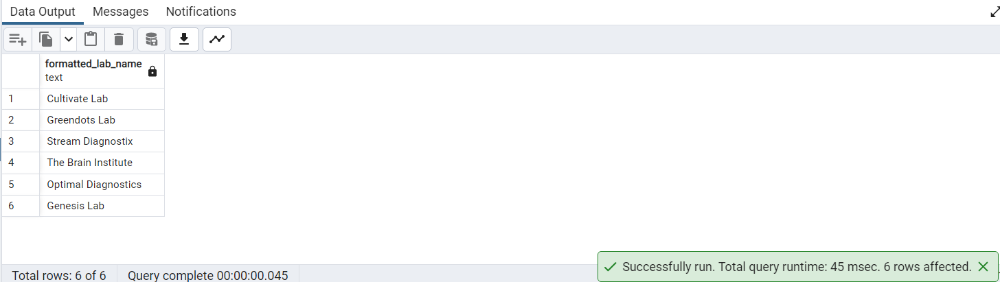 Data Output Messages Notifications
formatted_lab_name
text
1 Cultivate Lab
2 Greendots Lab
3 Stream Diagnostix
4 The Brain Institute
5 Optimal Diagnostics
6 Genesis Lab
Successfully run. Total query runtime: 45 msec. 6 rows affected.
Total rows: 6 of 6 Query complete 00:00:00.045